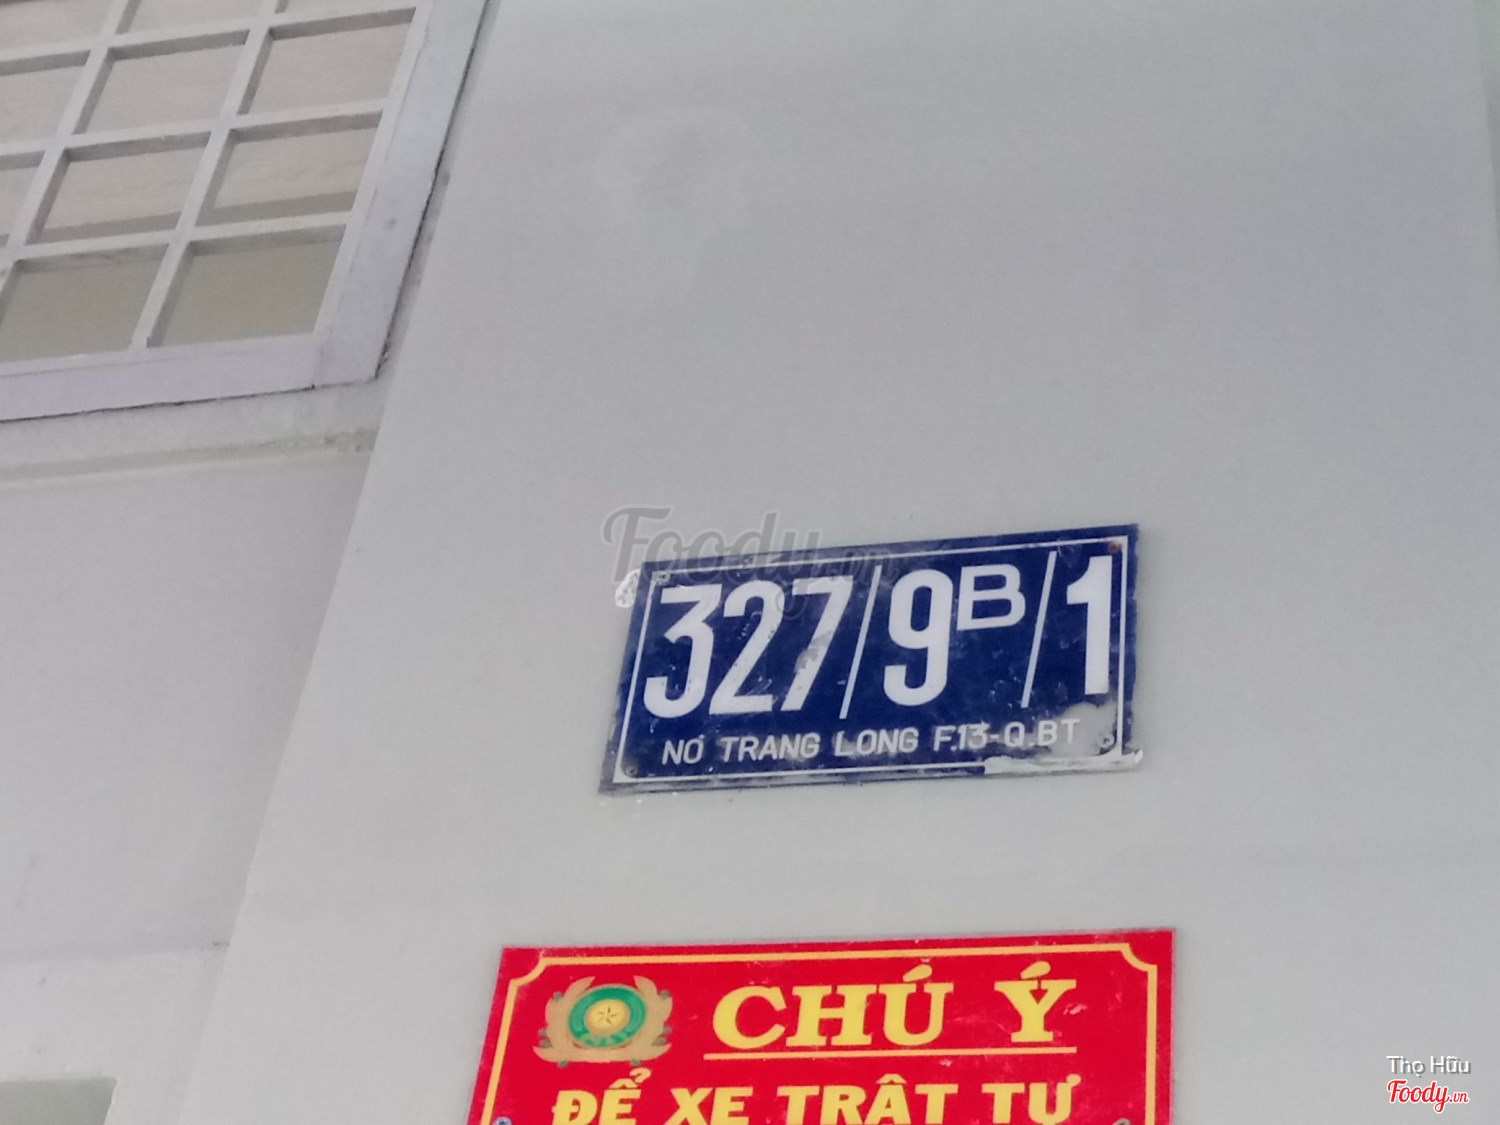 Foody.vn
327/9B/1
NƠ TRANG LONG F.13-Q.BT
CHÚ Ý
ĐỂ XE TRẬT TỰ
Thọ Hữu
Foody.vn